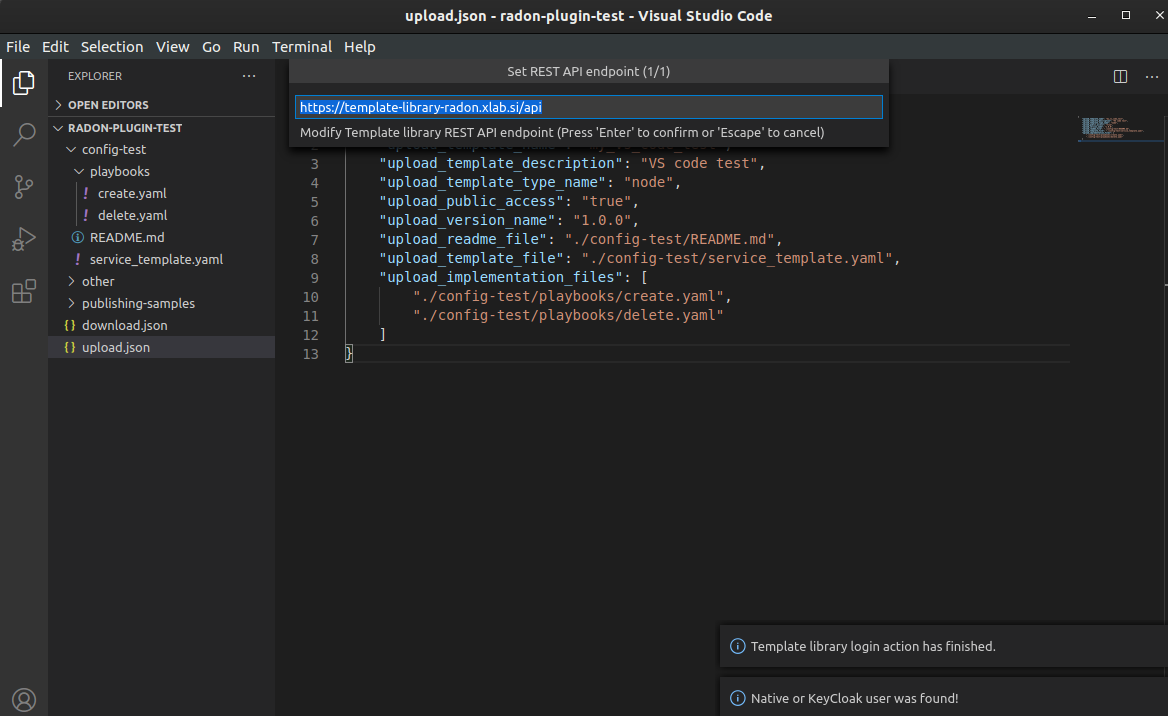 upload.json - radon-plugin-test - Visual Studio Code
File Edit Selection View Go Run Terminal Help
EXPLORER
Set REST API endpoint (1/1)
OPEN EDITORS
https://template-library-radon.xlab.si/api
RADON-PLUGIN-TEST
Modify Template library REST API endpoint (Press 'Enter' to confirm or 'Escape' to cancel)
config-test
playbooks
create.yaml
delete.yaml
README.md
service_template.yaml
other
publishing-samples
download.json
upload.json
3 "upload_template_description": "VS code test",
4 "upload_template_type_name": "node",
5 "upload_public_access": "true",
6 "upload_version_name": "1.0.0",
7 "upload_readme_file": "./config-test/README.md",
8 "upload_template_file": "./config-test/service_template.yaml",
9 "upload_implementation_files": [
10 "./config-test/playbooks/create.yaml",
11 "./config-test/playbooks/delete.yaml"
12 ]
13 }
Template library login action has finished.
Native or KeyCloak user was found!